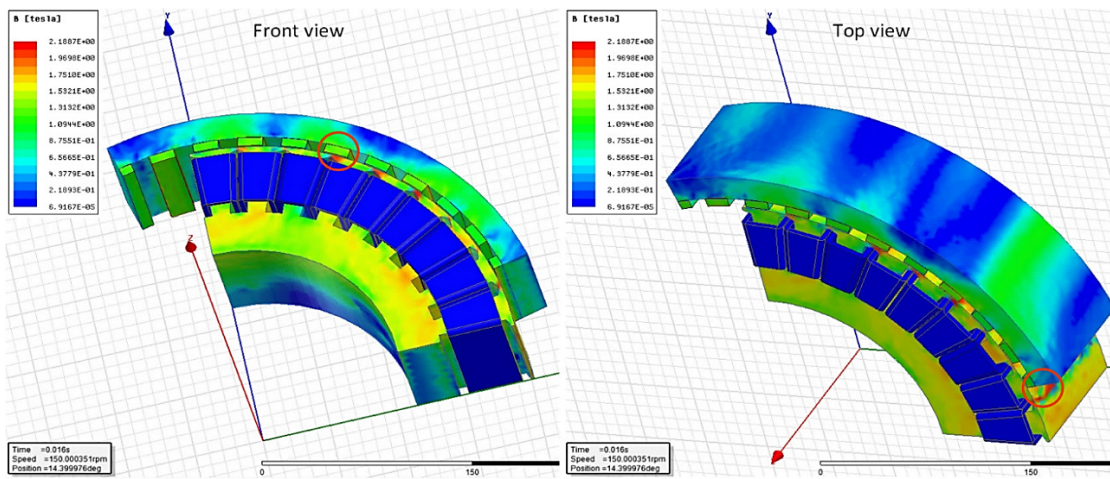 B [tesla]
2.1887E+00
1.9698E+00
1.7510E+00
1.5321E+00
1.3132E+00
1.0944E+00
8.7551E-01
6.5665E-01
4.3779E-01
2.1893E-01
6.9167E-05
Y
Front view
Z
Time =0.016s
Speed =150.000351rpm
Position =14.399976deg
0
150
B [tesla]
2.1887E+00
1.9698E+00
1.7510E+00
1.5321E+00
1.3132E+00
1.0944E+00
8.7551E-01
6.5665E-01
4.3779E-01
2.1893E-01
6.9167E-05
Y
Top view
Time =0.016s
Speed =150.000351rpm
Position =14.399976deg
0
150